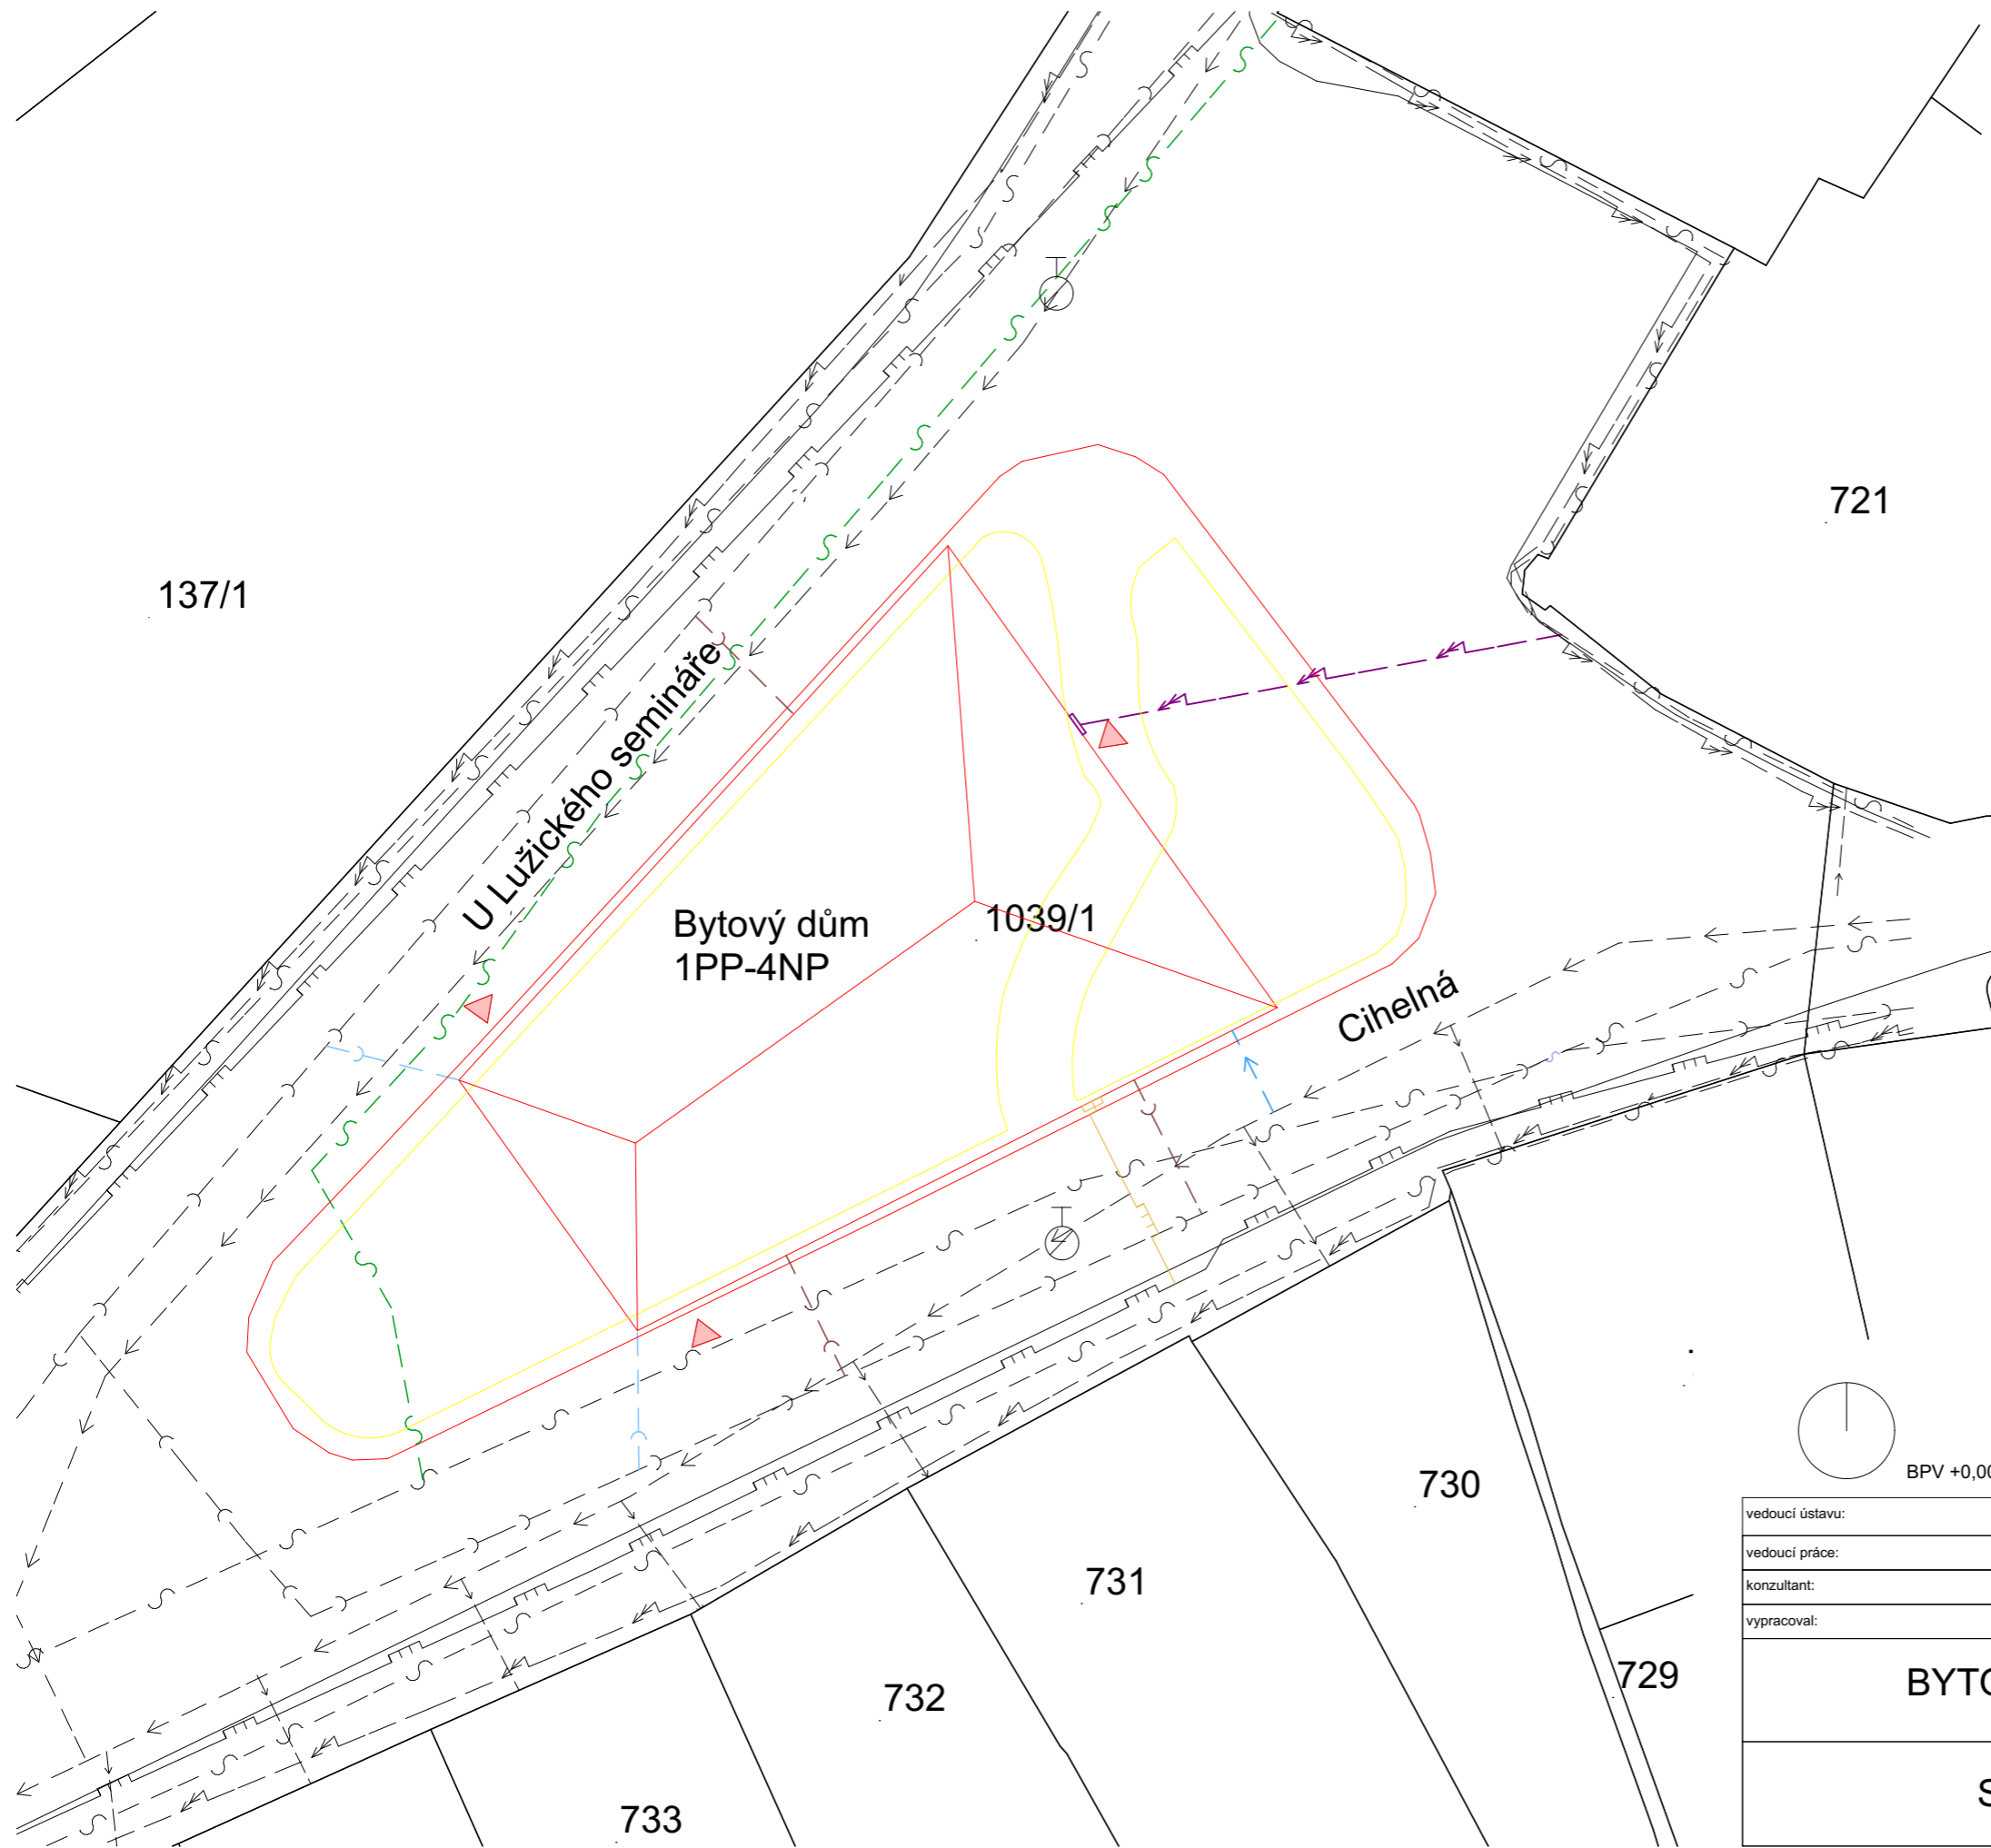 137/1
721
U Lužického semináře
Bytový dům
1PP-4NP
1039/1
Cihelná
730
731
729
732
733
BPV +0,00
vedoucí ústavu:
vedoucí práce:
konzultant:
vypracoval: